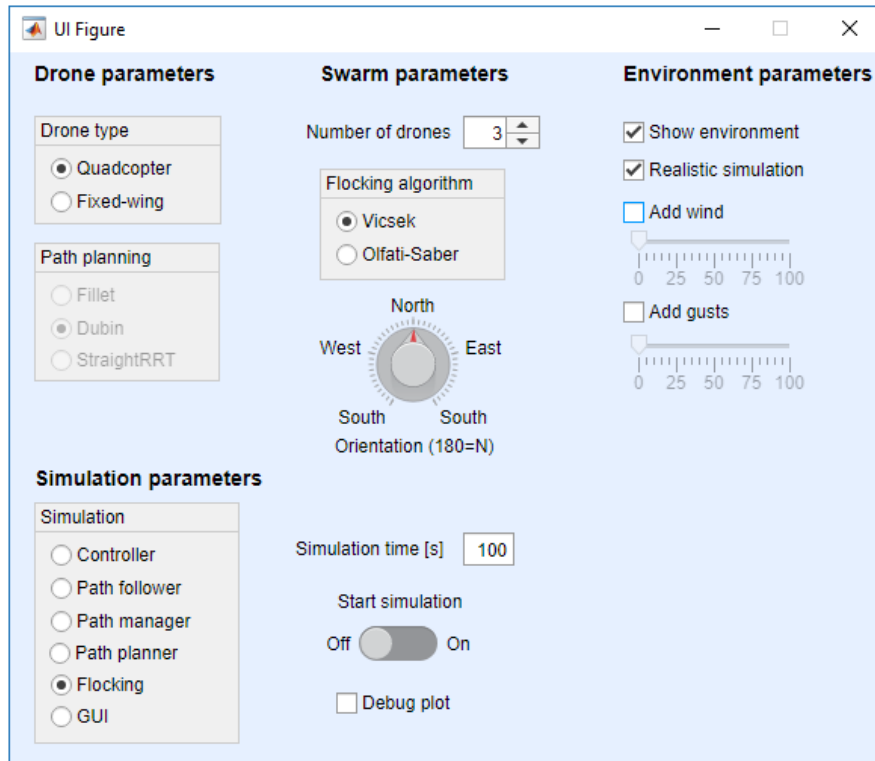 UI Figure
Drone parameters
Drone type
Quadcopter
Fixed-wing
Path planning
Fillet
Dubin
StraightRRT
Swarm parameters
Number of drones 3
Flocking algorithm
Vicsek
Olfati-Saber
North
West East
South South
Orientation (180=N)
Environment parameters
Show environment
Realistic simulation
Add wind
0 25 50 75 100
Add gusts
0 25 50 75 100
Simulation parameters
Simulation
Controller
Path follower
Path manager
Path planner
Flocking
GUI
Simulation time [s] 100
Start simulation
Off On
Debug plot